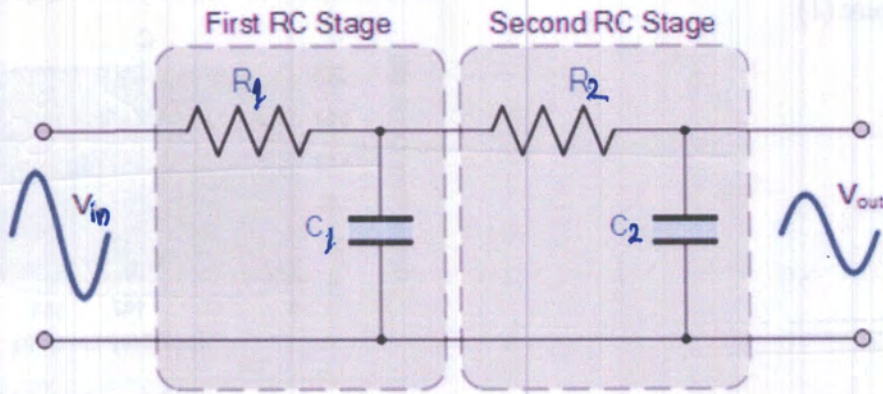 First RC Stage
Second RC Stage
R1
R2
Vin
C1
C2
Vout